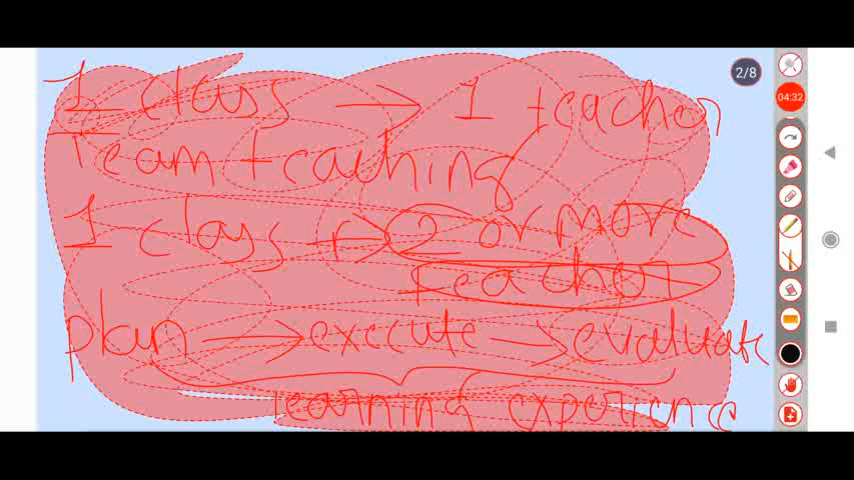 2/8
04:32
1 class → 1 teacher
Team teaching
1 class → 2 or more
teacher
plan → execute → evaluate
learning experience